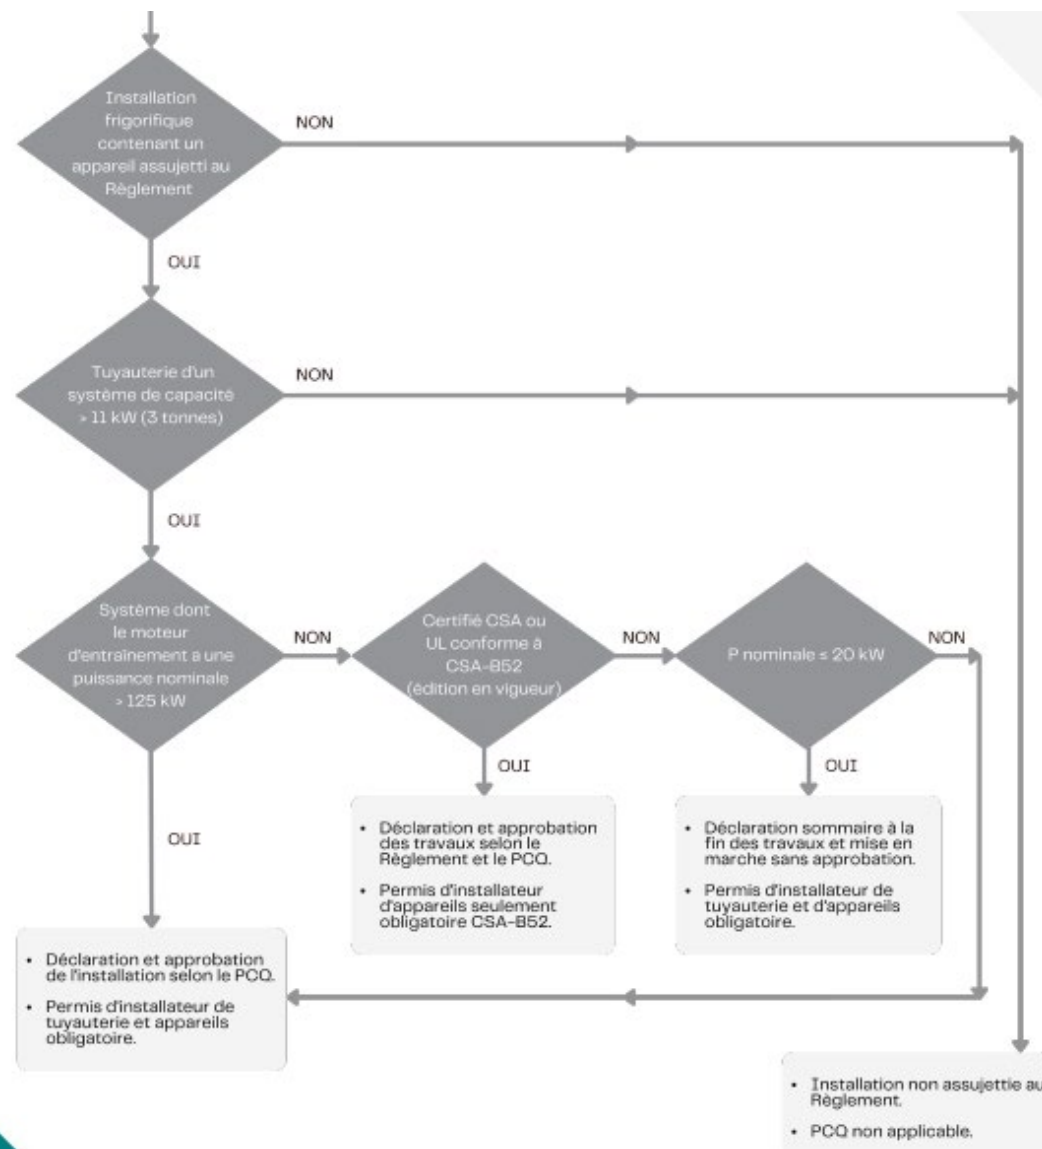 Installation
frigorifique
contenant un
appareil assujetti au
Règlement
NON
OUI
Tuyauterie d'un
système de capacité
> 11 kW (3 tonnes)
NON
OUI
Système dont
le moteur
d'entraînement a une
puissance nominale
> 125 kW
NON
Certifié CSA ou
UL conforme à
CSA-B52
(édition en vigueur)
NON
P nominale ≤ 20 kW
NON
OUI
OUI
OUI
• Déclaration et approbation
des travaux selon le
Règlement et le PCQ.
• Permis d'installateur
d'appareils seulement
obligatoire CSA-B52.
• Déclaration sommaire à la
fin des travaux et mise en
marche sans approbation.
• Permis d'installateur de
tuyauterie et d'appareils
obligatoire.
• Déclaration et approbation
de l'installation selon le PCQ.
• Permis d'installateur de
tuyauterie et appareils
obligatoire.
• Installation non assujettie au
Règlement.
• PCQ non applicable.